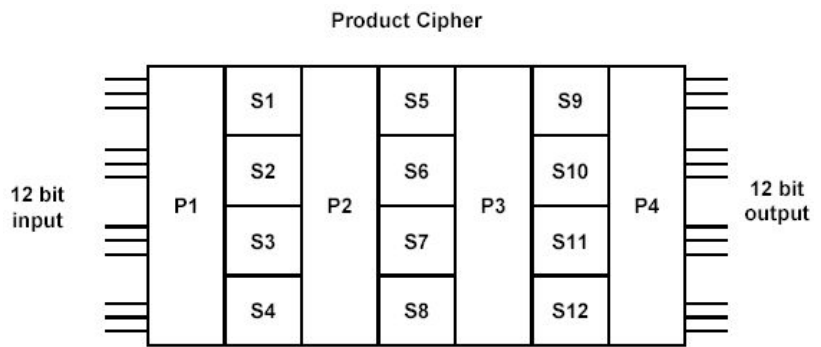 Product Cipher
S1 S5 S9
S2 S6 S10
12 bit
input
P1 P2 P3 P4
12 bit
output
S3 S7 S11
S4 S8 S12